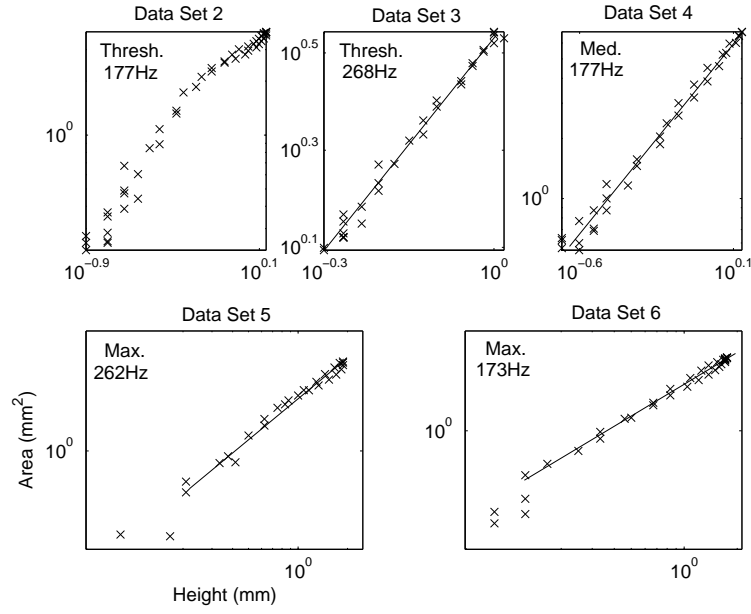 Data Set 2
Data Set 3
Data Set 4
Thresh.
177Hz
10^0
10^−0.9
10^0.1
Thresh.
268Hz
10^0.5
10^0.3
10^0.1
10^−0.3
10^0
Med.
177Hz
10^0
10^−0.6
10^0.1
Data Set 5
Data Set 6
Max.
262Hz
10^0
10^0
Max.
173Hz
10^0
10^0
Area (mm^2)
Height (mm)